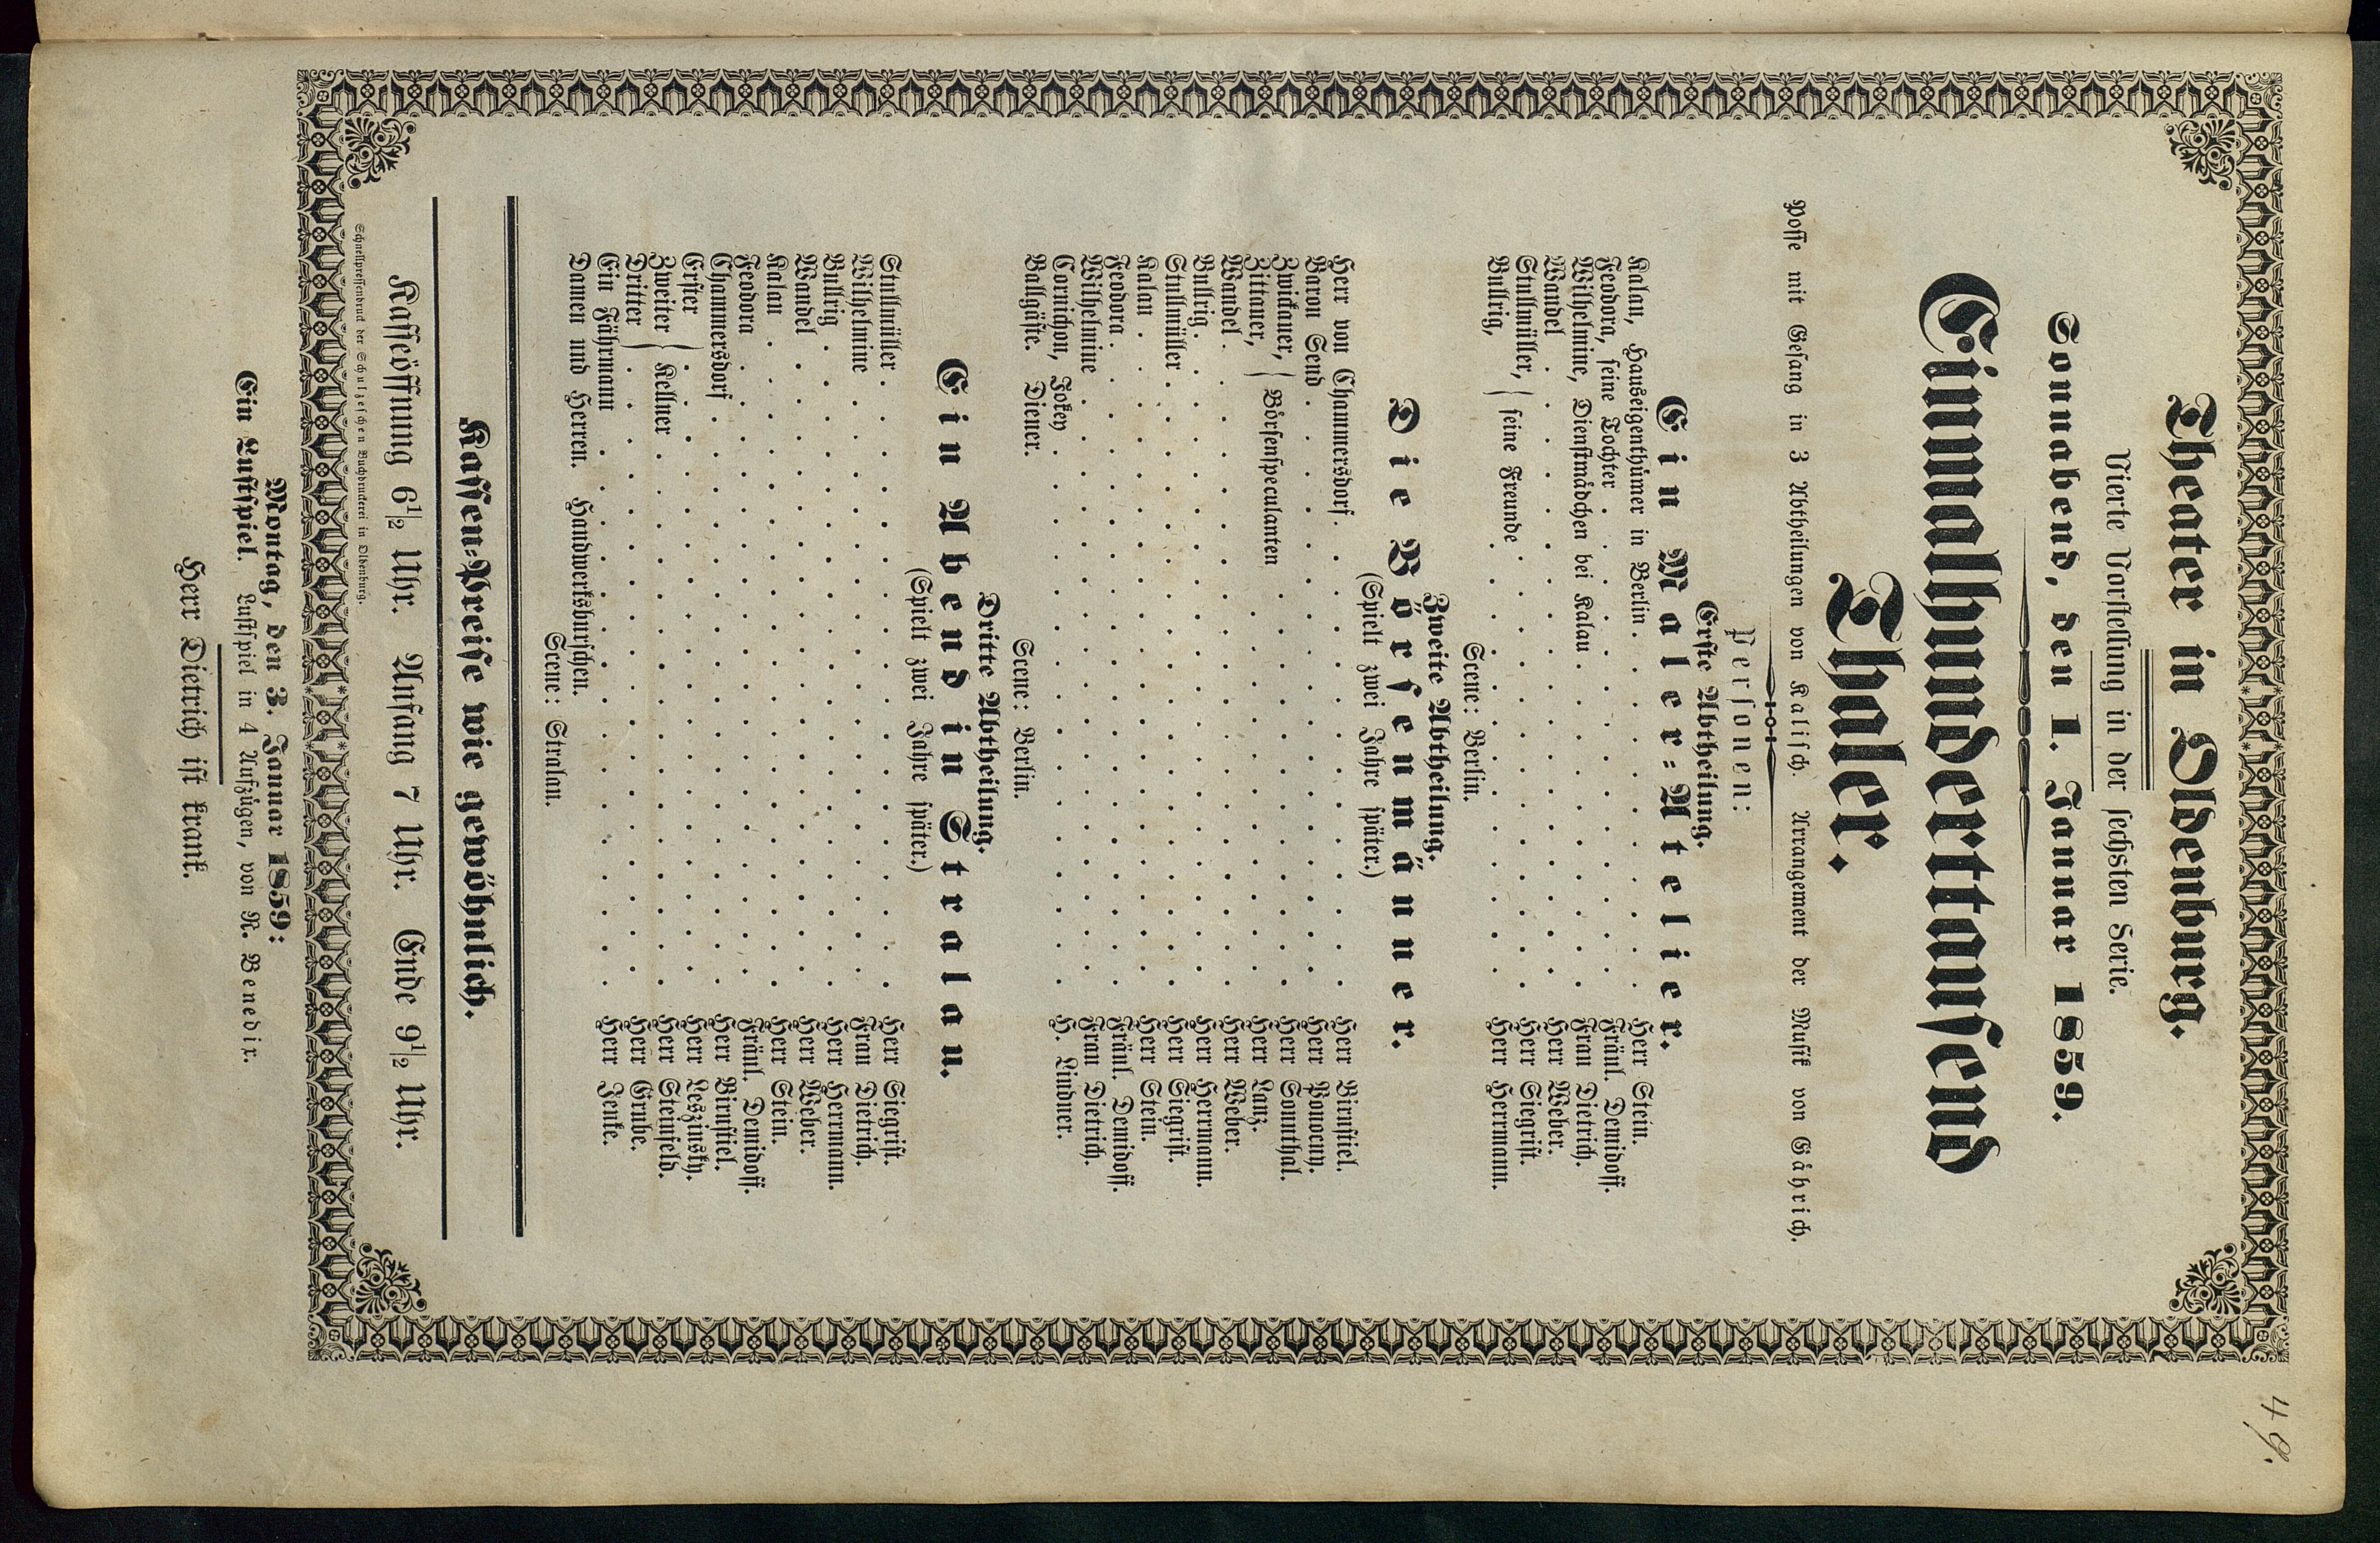 49.
Theater in Oldenburg.
Vierte Vorstellung in der sechsten Serie.
Sonnabend, den 1. Januar 1859.
Einmalhunderttausend
Thaler.
Posse mit Gesang in 3 Abtheilungen von Kalisch. Arrangement der Musik von Gährich.
Personen:
Erste Abtheilung.
Ein Maler-Atelier.
Kalau, Hauseigenthümer in Berlin . . . . Herr Stein.
Feodora, seine Tochter . . . . Fräul. Demidoff.
Wilhelmine, Dienstmädchen bei Kalau . . . . Frau Dietrich.
Wandel . . . . Herr Weber.
Stullmüller, } seine Freunde . . . . Herr Siegrist.
Bullrig, . . . . Herr Herrmann.
Scene: Berlin.
Zweite Abtheilung.
Die Börsenmänner.
(Spielt zwei Jahre später.)
Herr von Chammersdorf . . . . Herr Birnstiel.
Baron Send . . . . Herr Ponocny.
Zwickauer, } Börsenspeculanten . . . . Herr Sonnthal.
Zittauer, . . . . Herr Lanz.
Wandel . . . . Herr Weber.
Bullrig . . . . Herr Herrmann.
Stullmüller . . . . Herr Siegrist.
Kalau . . . . Herr Stein.
Feodora . . . . Fräul. Demidoff.
Wilhelmine . . . . Frau Dietrich.
Cornichon, Jokey . . . . H. Lindner.
Ballgäste. Diener.
Scene: Berlin.
Dritte Abtheilung.
Ein Abend in Stralau.
(Spielt zwei Jahre später.)
Stullmüller . . . . Herr Siegrist.
Wilhelmine . . . . Frau Dietrich.
Bullrig . . . . Herr Herrmann.
Wandel . . . . Herr Weber.
Kalau . . . . Herr Stein.
Feodora . . . . Fräul. Demidoff.
Chammersdorf . . . . Herr Birnstiel.
Erster . . . . Herr Leszinsky.
Zweiter } Kellner . . . . Herr Steinfeld.
Dritter . . . . Herr Grube.
Ein Fährmann . . . . Herr Jenke.
Damen und Herren. Handwerksburschen.
Scene: Stralau.
Kassen-Preise wie gewöhnlich.
Kasseöffnung 6½ Uhr. Anfang 7 Uhr. Ende 9½ Uhr.
Schnellpressendruck der Schulzeschen Buchdruckerei in Oldenburg.
Montag, den 3. Januar 1859:
Ein Lustspiel. Lustspiel in 4 Aufzügen, von R. Benedix.
Herr Dietrich ist krank.